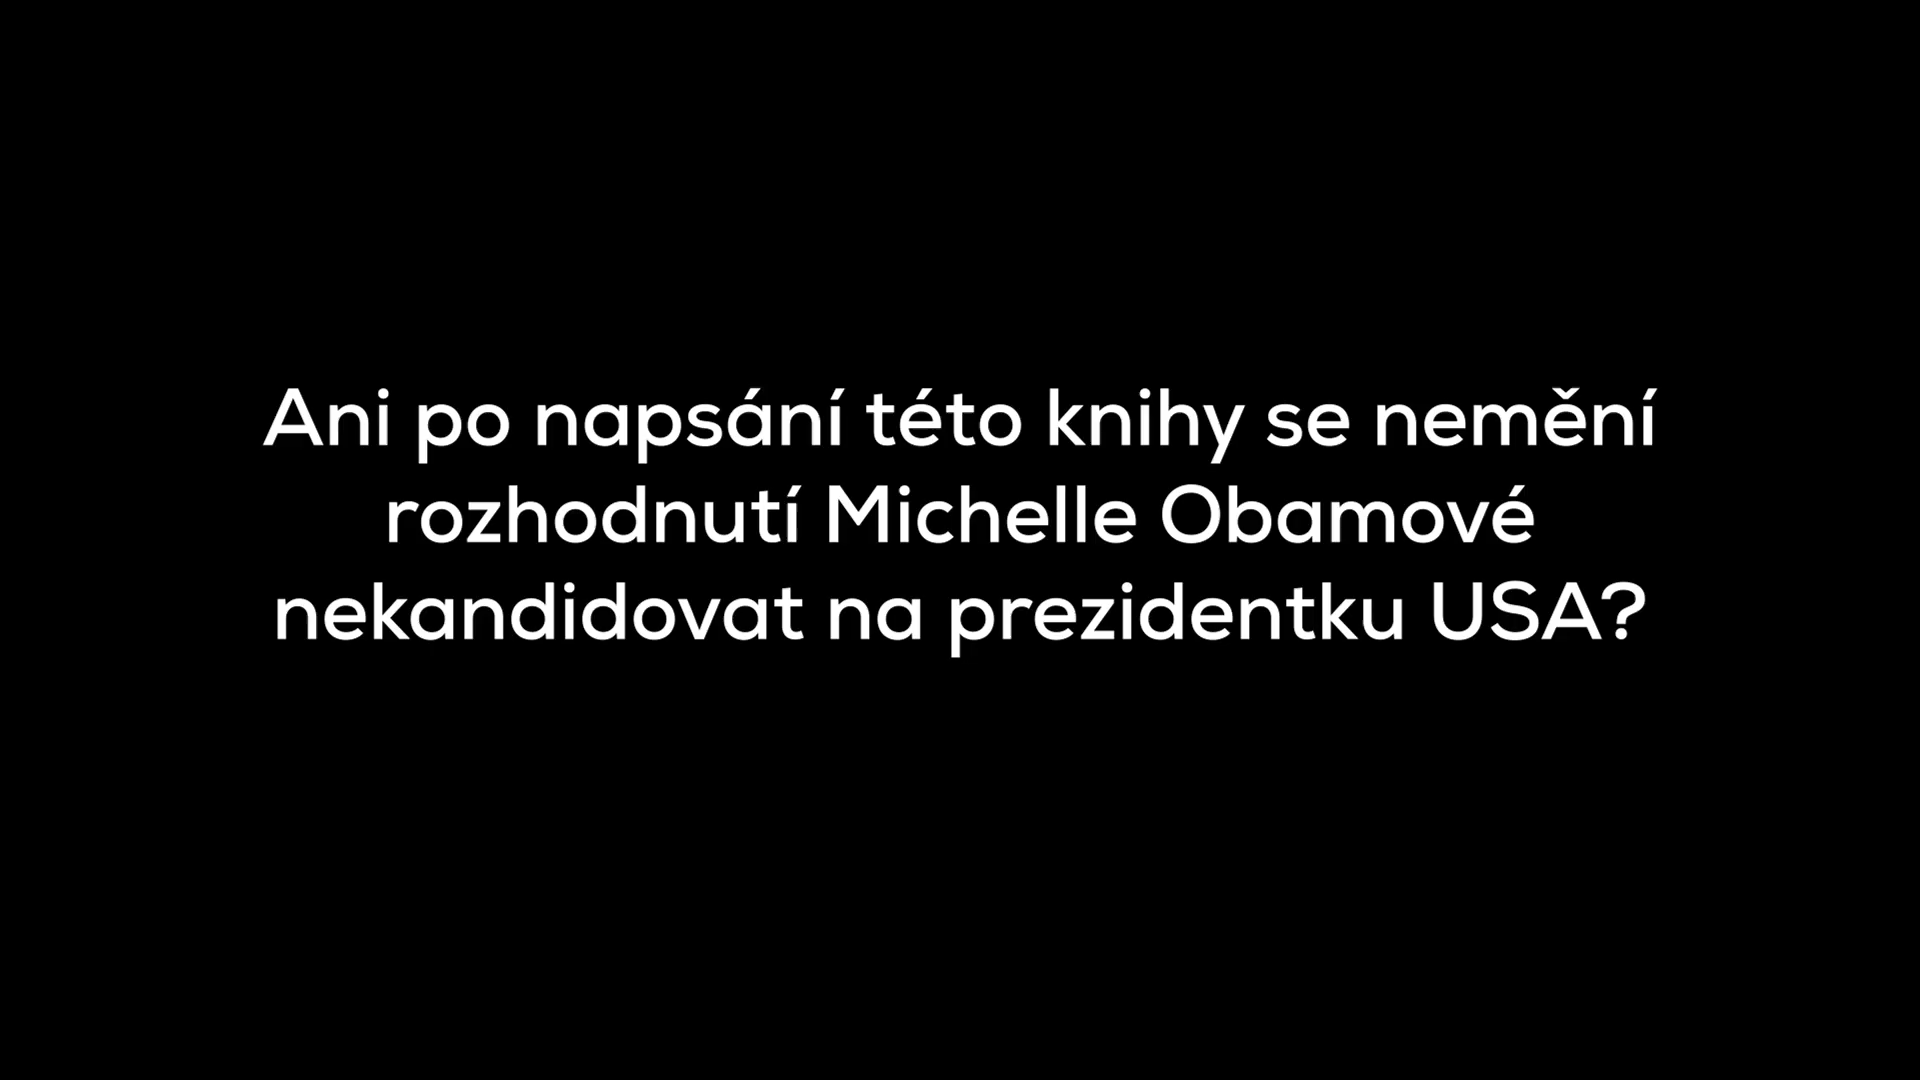 Ani po napsání této knihy se nemění
rozhodnutí Michelle Obamové
nekandidovat na prezidentku USA?